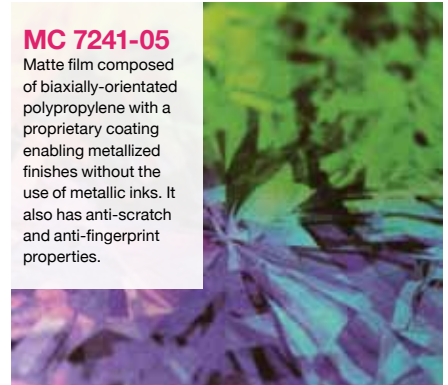 MC 7241-05
Matte film composed
of biaxially-orientated
polypropylene with a
proprietary coating
enabling metallized
finishes without the
use of metallic inks. It
also has anti-scratch
and anti-fingerprint
properties.